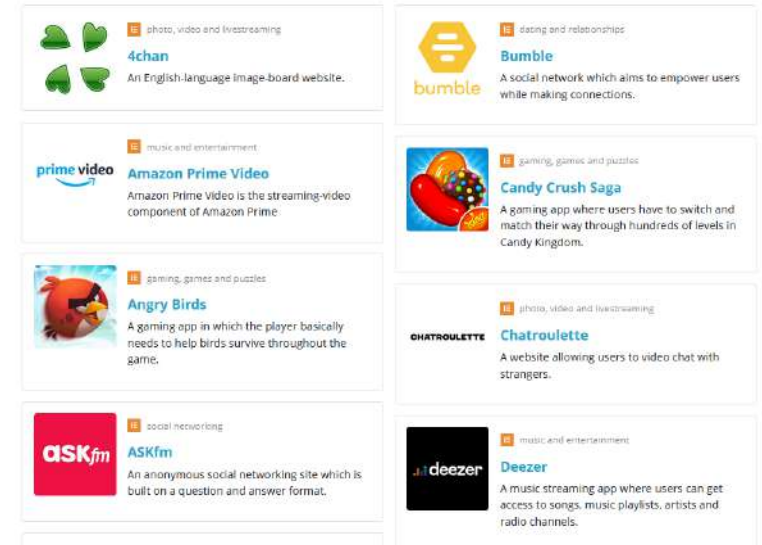 photo, video and livestreaming
4chan
An English-language image-board website.
prime video
music and entertainment
Amazon Prime Video
Amazon Prime Video is the streaming-video
component of Amazon Prime
gaming, games and puzzles
Angry Birds
A gaming app in which the player basically
needs to help birds survive throughout the
game.
ASKfm
social networking
ASKfm
An anonymous social networking site which is
built on a question and answer format.
bumble
dating and relationships
Bumble
A social network which aims to empower users
while making connections.
gaming, games and puzzles
Candy Crush Saga
A gaming app where users have to switch and
match their way through hundreds of levels in
Candy Kingdom.
CHATROULETTE
photo, video and livestreaming
Chatroulette
A website allowing users to video chat with
strangers.
deezer
music and entertainment
Deezer
A music streaming app where users can get
access to songs, music playlists, artists and
radio channels.